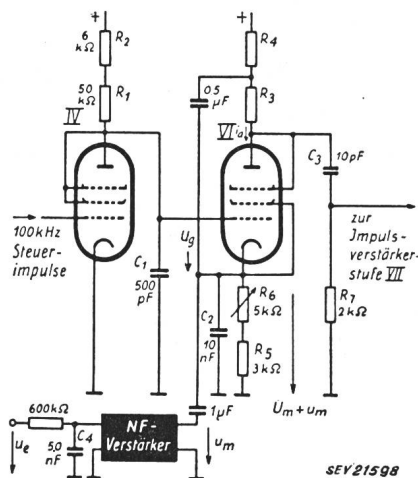 +
+
6 kΩ
R2
R4
50 kΩ
R1
0,5 µF
R3
IV
VI
ia
C3
10pF
100kHz
Steuer-
impulse
zur
Impuls-
verstärker-
stufe VII
Ug
C1
500
pF
C2
10
nF
R6
5kΩ
R5
3kΩ
R7
2kΩ
Um + um
600kΩ
1µF
ue
C4
5,0
nF
NF-
Verstärker
um
SEV21598